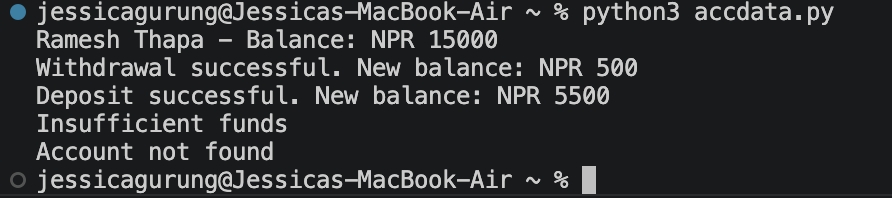 jessicagurung@Jessicas-MacBook-Air ~ % python3 accdata.py
Ramesh Thapa - Balance: NPR 15000
Withdrawal successful. New balance: NPR 500
Deposit successful. New balance: NPR 5500
Insufficient funds
Account not found
jessicagurung@Jessicas-MacBook-Air ~ %